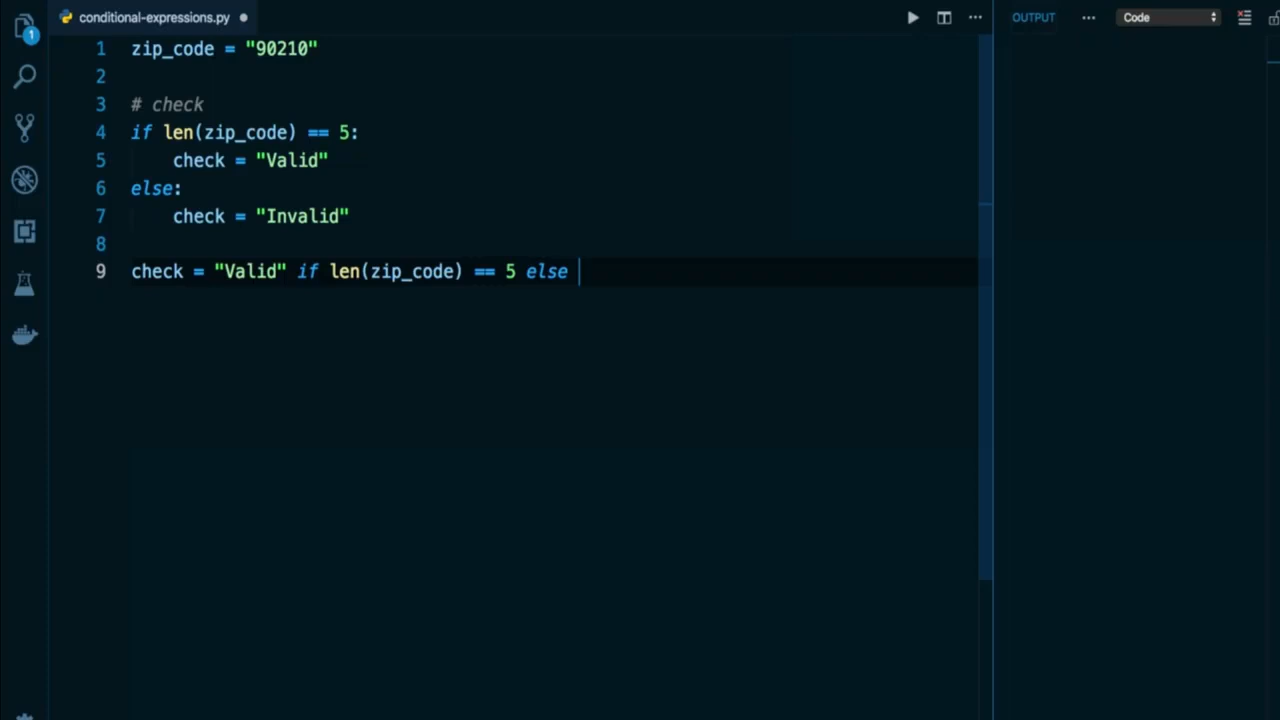 conditional-expressions.py
OUTPUT
Code
1
1 zip_code = "90210"
2
3 # check
4 if len(zip_code) == 5:
5 check = "Valid"
6 else:
7 check = "Invalid"
8
9 check = "Valid" if len(zip_code) == 5 else